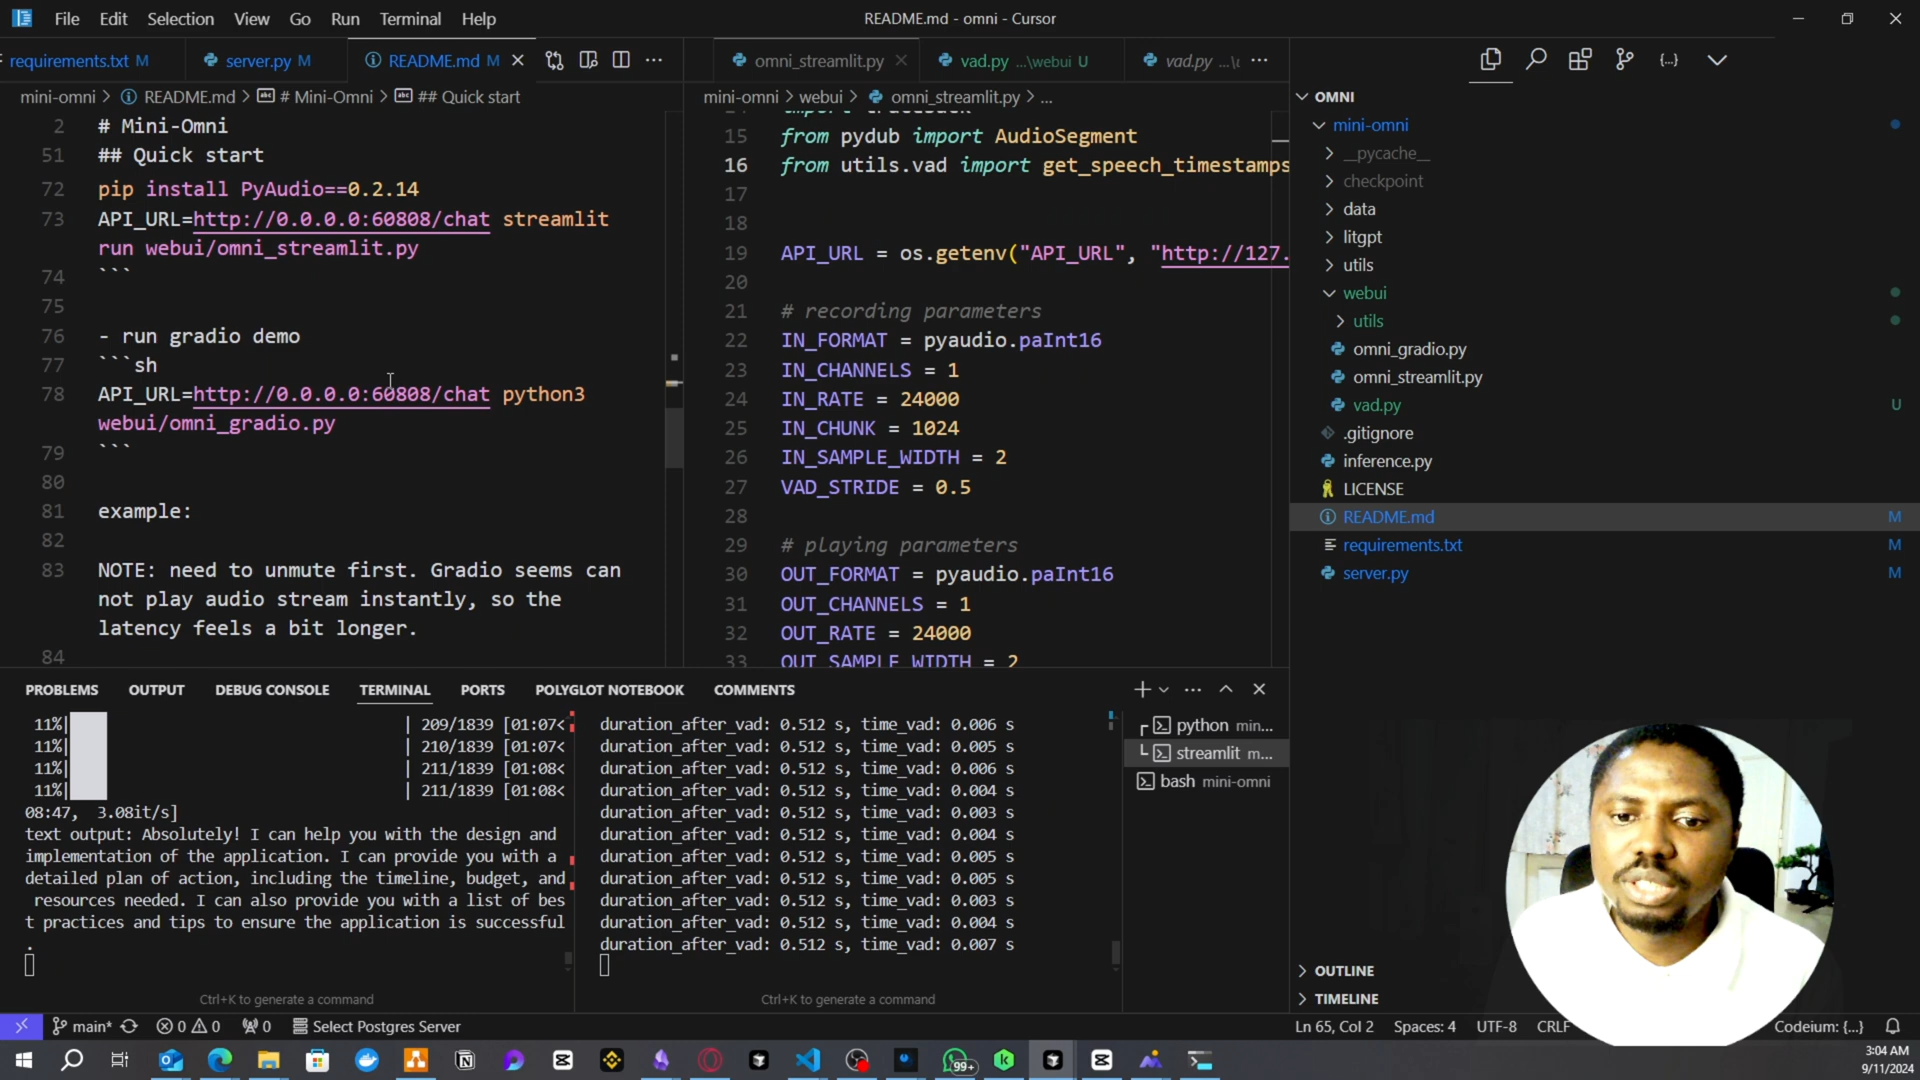 File Edit Selection View Go Run Terminal Help
README.md - omni - Cursor
requirements.txt M
server.py M
README.md M
omni_streamlit.py
vad.py ...\webui U
vad.py ...\
mini-omni > README.md > # Mini-Omni > ## Quick start
mini-omni > webui > omni_streamlit.py > ...
2 # Mini-Omni
51 ## Quick start
72 pip install PyAudio==0.2.14
73 API_URL=http://0.0.0.0:60808/chat streamlit
run webui/omni_streamlit.py
74 ```
75
76 - run gradio demo
77 ```sh
78 API_URL=http://0.0.0.0:60808/chat python3
webui/omni_gradio.py
79 ```
80
81 example:
82
83 NOTE: need to unmute first. Gradio seems can
not play audio stream instantly, so the
latency feels a bit longer.
84
15 from pydub import AudioSegment
16 from utils.vad import get_speech_timestamps
17
18
19 API_URL = os.getenv("API_URL", "http://127.
20
21 # recording parameters
22 IN_FORMAT = pyaudio.paInt16
23 IN_CHANNELS = 1
24 IN_RATE = 24000
25 IN_CHUNK = 1024
26 IN_SAMPLE_WIDTH = 2
27 VAD_STRIDE = 0.5
28
29 # playing parameters
30 OUT_FORMAT = pyaudio.paInt16
31 OUT_CHANNELS = 1
32 OUT_RATE = 24000
33 OUT_SAMPLE_WIDTH = 2
OMNI
mini-omni
__pycache__
checkpoint
data
litgpt
utils
webui
utils
omni_gradio.py
omni_streamlit.py
vad.py U
.gitignore
inference.py
LICENSE
README.md M
requirements.txt M
server.py M
OUTLINE
TIMELINE
PROBLEMS OUTPUT DEBUG CONSOLE TERMINAL PORTS POLYGLOT NOTEBOOK COMMENTS
11%| | 209/1839 [01:07<
11%| | 210/1839 [01:07<
11%| | 211/1839 [01:08<
11%| | 211/1839 [01:08<
08:47, 3.08it/s]
text output: Absolutely! I can help you with the design and
implementation of the application. I can provide you with a
detailed plan of action, including the timeline, budget, and
resources needed. I can also provide you with a list of bes
t practices and tips to ensure the application is successful
.
Ctrl+K to generate a command
duration_after_vad: 0.512 s, time_vad: 0.006 s
duration_after_vad: 0.512 s, time_vad: 0.005 s
duration_after_vad: 0.512 s, time_vad: 0.006 s
duration_after_vad: 0.512 s, time_vad: 0.004 s
duration_after_vad: 0.512 s, time_vad: 0.003 s
duration_after_vad: 0.512 s, time_vad: 0.004 s
duration_after_vad: 0.512 s, time_vad: 0.005 s
duration_after_vad: 0.512 s, time_vad: 0.005 s
duration_after_vad: 0.512 s, time_vad: 0.003 s
duration_after_vad: 0.512 s, time_vad: 0.004 s
duration_after_vad: 0.512 s, time_vad: 0.007 s
Ctrl+K to generate a command
python min...
streamlit m...
bash mini-omni
main* 0 0 0 Select Postgres Server
Ln 65, Col 2 Spaces: 4 UTF-8 CRLF
Codeium: {...}
99+
3:04 AM
9/11/2024